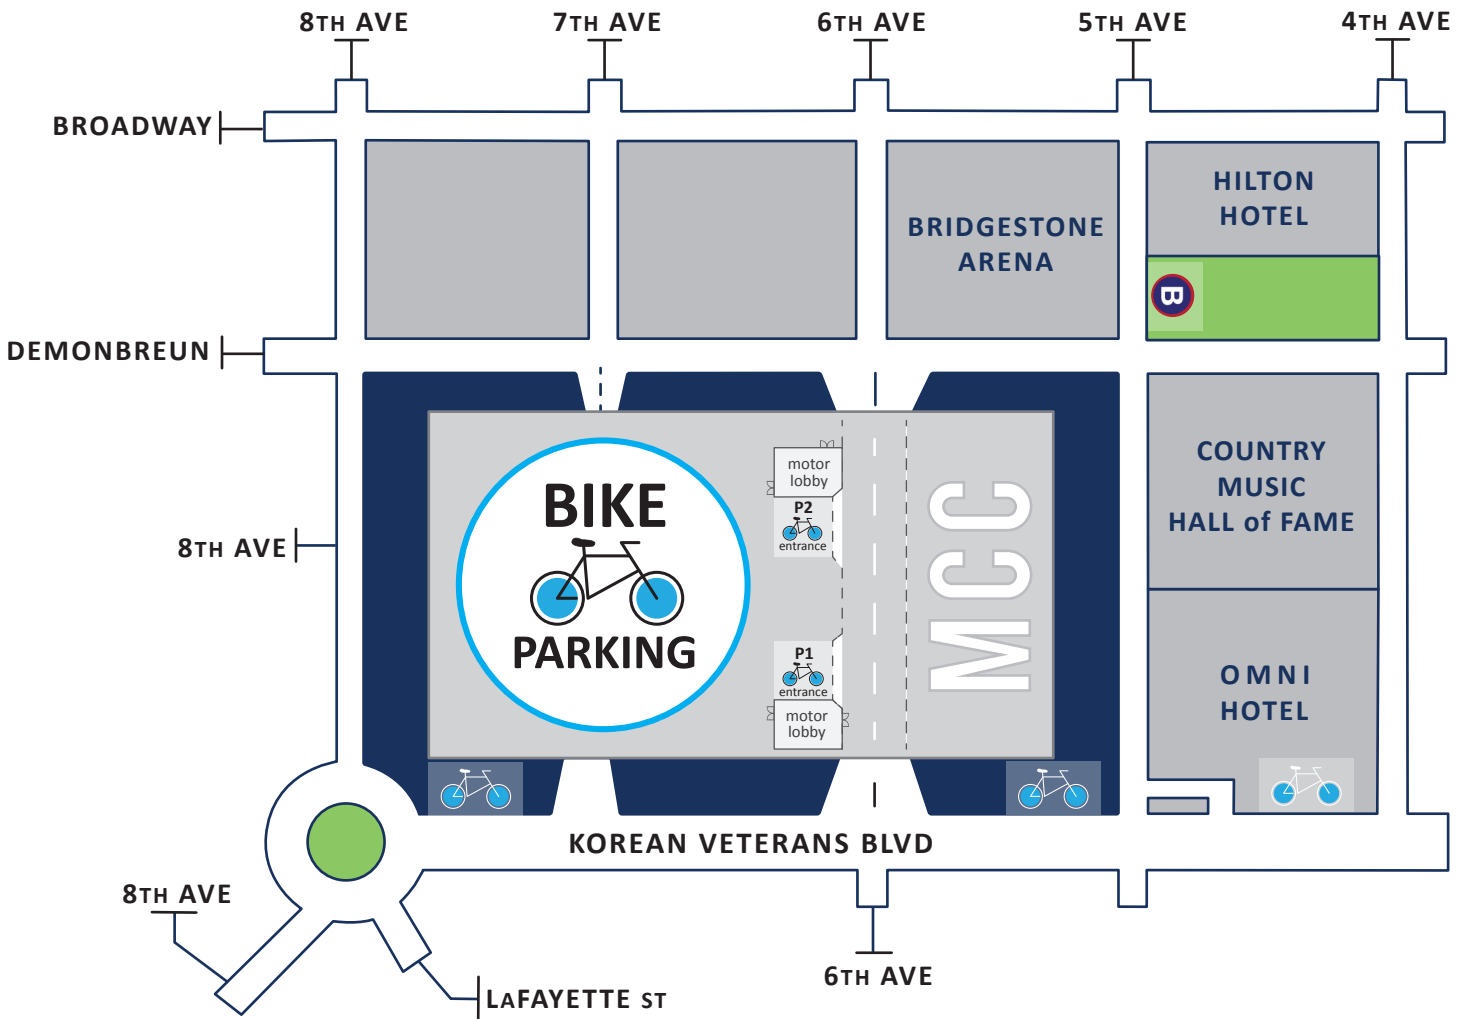 8TH AVE
7TH AVE
6TH AVE
5TH AVE
4TH AVE
BROADWAY
HILTON
HOTEL
BRIDGESTONE
ARENA
B
DEMONBREUN
motor
lobby
P2
entrance
BIKE
PARKING
MCC
COUNTRY
MUSIC
HALL of FAME
8TH AVE
P1
entrance
motor
lobby
OMNI
HOTEL
KOREAN VETERANS BLVD
8TH AVE
6TH AVE
LAFAYETTE ST